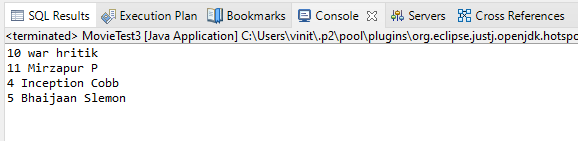 SQL Results Execution Plan Bookmarks Console Servers Cross References
<terminated> MovieTest3 [Java Application] C:\Users\vinit\.p2\pool\plugins\org.eclipse.justj.openjdk.hotspo
10 war hritik
11 Mirzapur P
4 Inception Cobb
5 Bhaijaan Slemon